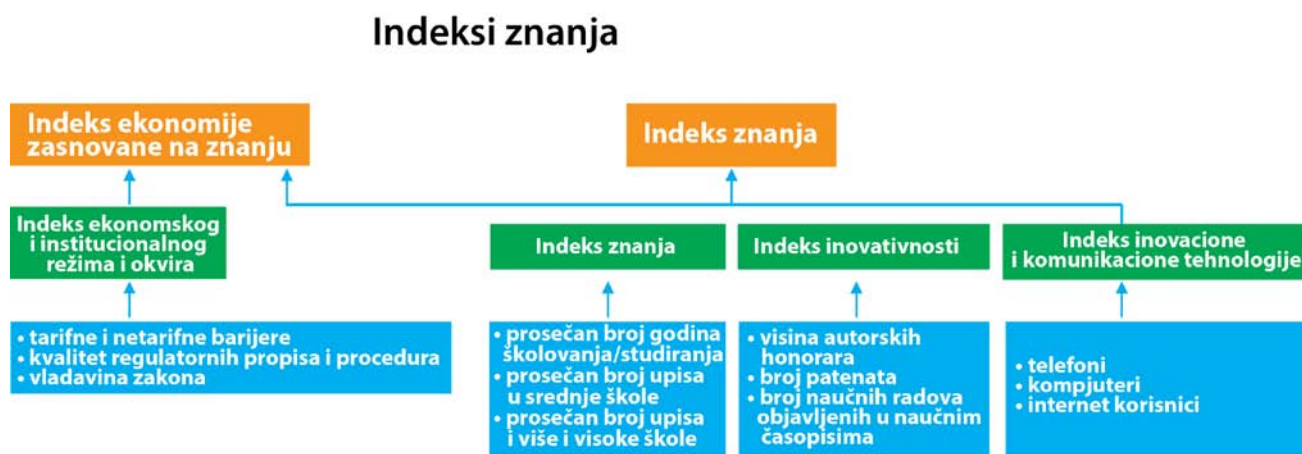 Indeksi znanja
Indeks ekonomije
zasnovane na znanju
Indeks znanja
Indeks ekonomskog
i institucionalnog
režima i okvira
Indeks znanja
Indeks inovativnosti
Indeks inovacione
i komunikacione tehnologije
• tarifne i netarifne barijere
• kvalitet regulatornih propisa i procedura
• vladavina zakona
• prosečan broj godina
školovanja/studiranja
• prosečan broj upisa
u srednje škole
• prosečan broj upisa
i više i visoke škole
• visina autorskih
honorara
• broj patenata
• broj naučnih radova
objavljenih u naučnim
časopisima
• telefoni
• kompjuteri
• internet korisnici